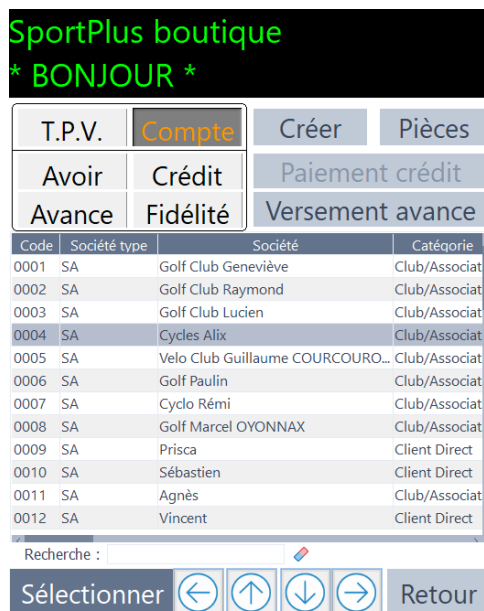 SportPlus boutique
* BONJOUR *
T.P.V. Compte Créer Pièces
Avoir Crédit Paiement crédit
Avance Fidélité Versement avance
Code Société type Société Catégorie
0001 SA Golf Club Geneviève Club/Associat
0002 SA Golf Club Raymond Club/Associat
0003 SA Golf Club Lucien Club/Associat
0004 SA Cycles Alix Club/Associat
0005 SA Velo Club Guillaume COURCOURO... Club/Associat
0006 SA Golf Paulin Club/Associat
0007 SA Cyclo Rémi Club/Associat
0008 SA Golf Marcel OYONNAX Club/Associat
0009 SA Prisca Client Direct
0010 SA Sébastien Client Direct
0011 SA Agnès Club/Associat
0012 SA Vincent Client Direct
Recherche :
Sélectionner Retour